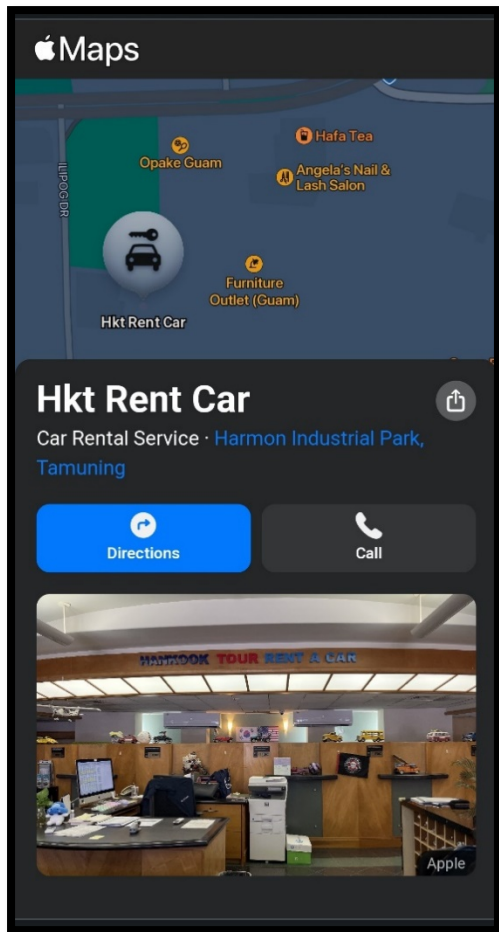 Maps
Hafa Tea
Opake Guam
Angela's Nail &
Lash Salon
ILIPOG DR
Furniture
Outlet (Guam)
Hkt Rent Car
Hkt Rent Car
Car Rental Service · Harmon Industrial Park,
Tamuning
Directions
Call
HANKOOK TOUR RENT A CAR
Apple